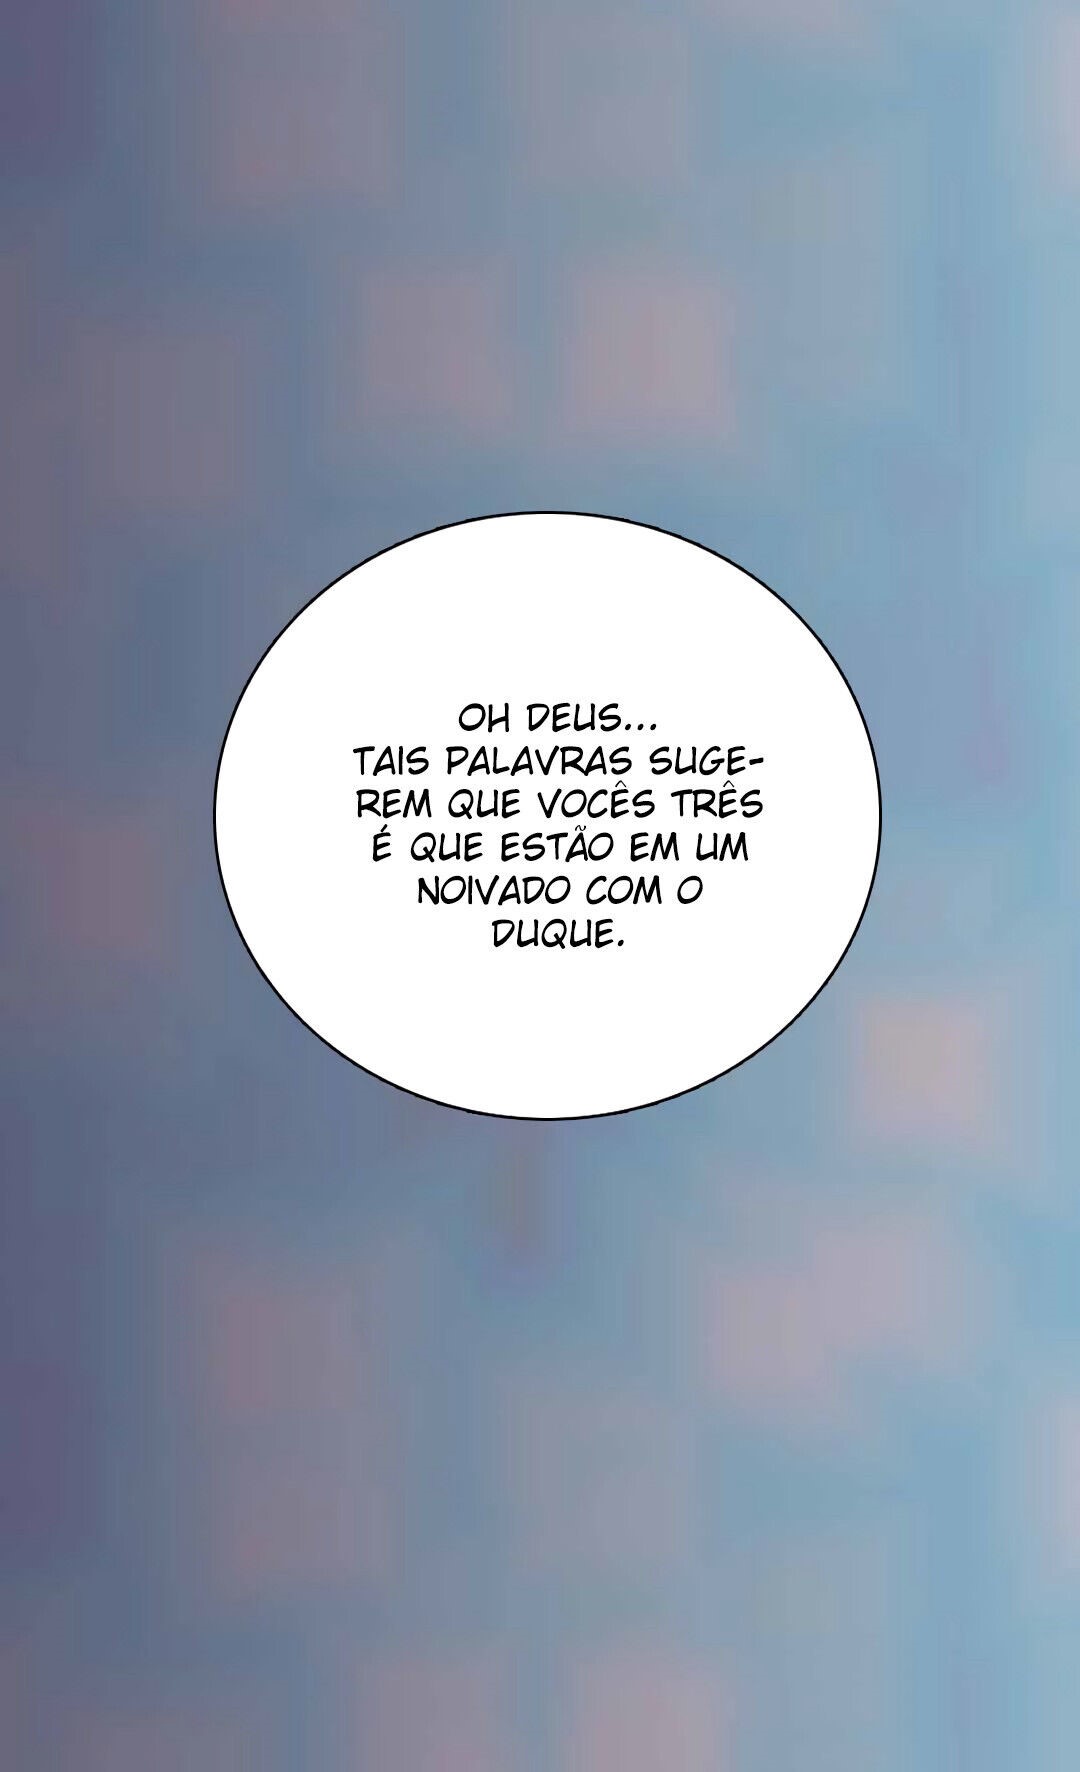 OH DEUS...
TAIS PALAVRAS SUGE-
REM QUE VOCÊS TRÊS
É QUE ESTÃO EM UM
NOIVADO COM O
DUQUE.